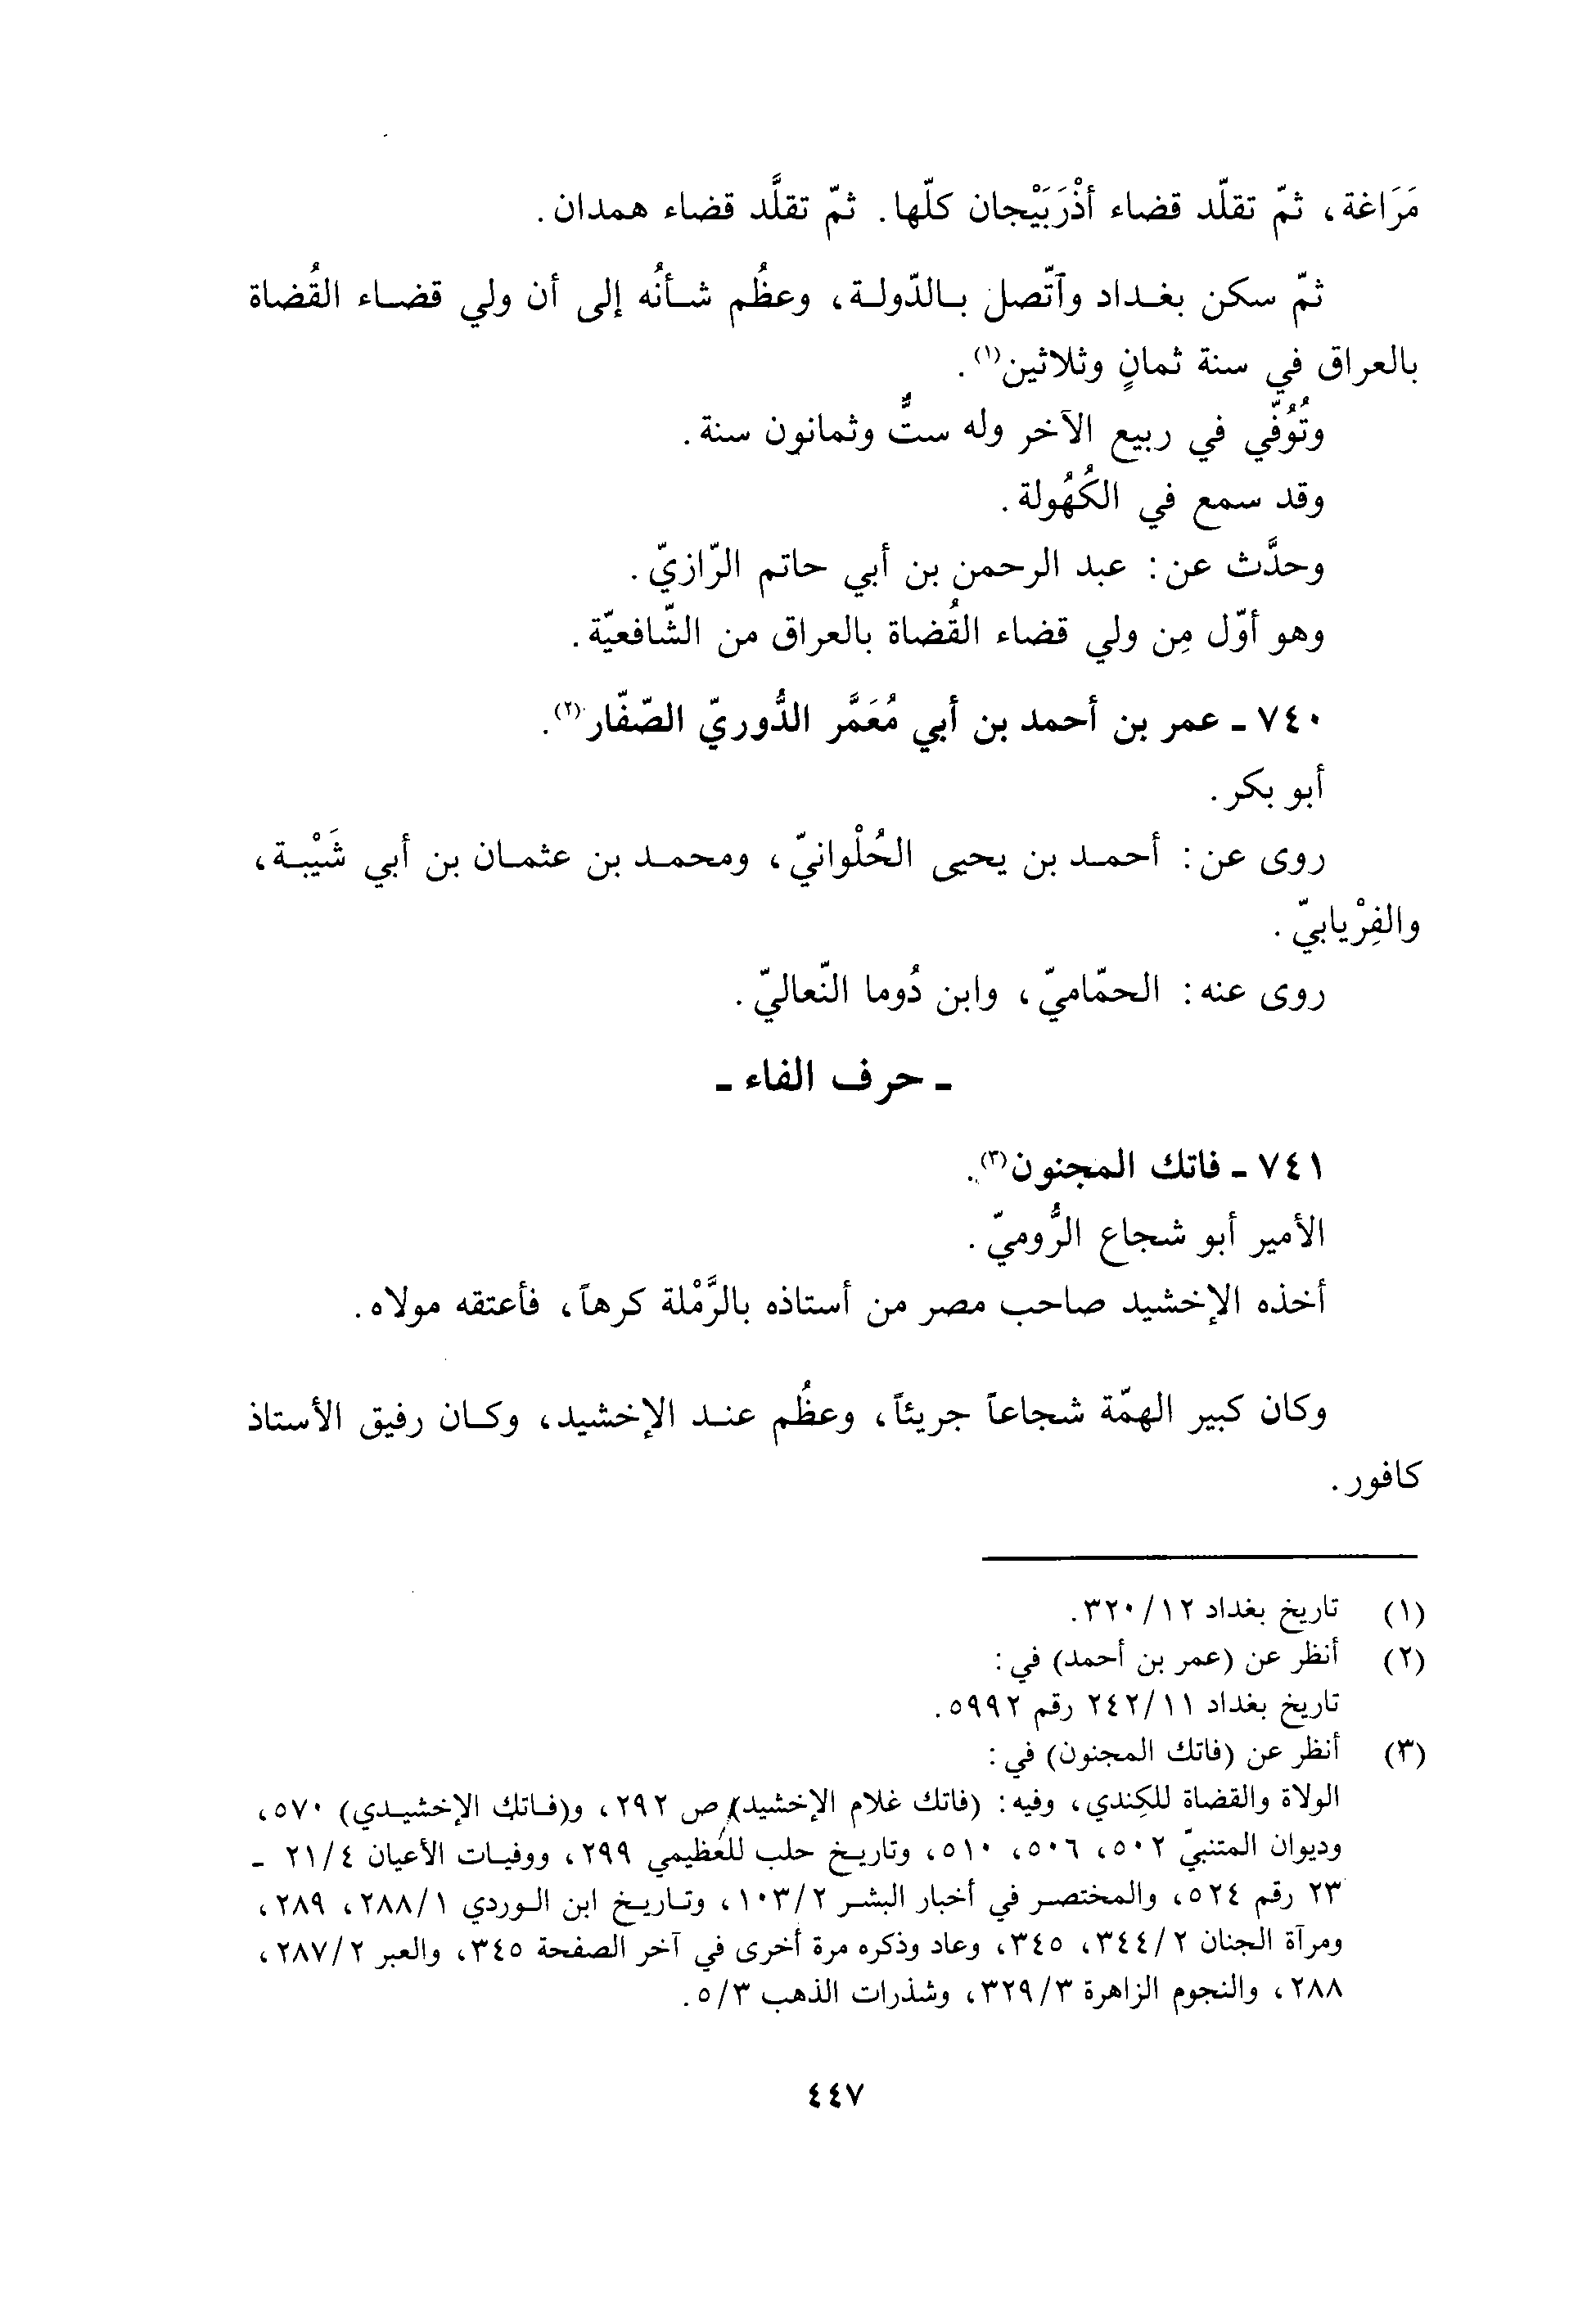 مَرَاغة، ثمّ تقلّد قضاء أذْرَبَيْجان كلّها. ثمّ تقلَّد قضاء همدان.
ثمّ سكن بغداد وٱتّصل بالدّولة، وعظُم شأنُه إلى أن ولي قضاء القُضاة
بالعراق في سنة ثمانٍ وثلاثين(١).
وتُوُفّي في ربيع الآخر وله ستٌّ وثمانون سنة.
وقد سمع في الكُهُولة.
وحدَّث عن: عبد الرحمن بن أبي حاتم الرّازيّ.
وهو أوّل مِن ولي قضاء القُضاة بالعراق من الشّافعيّة.
٧٤٠ ـ عمر بن أحمد بن أبي مُعَمَّر الدُّوريّ الصّفّار(٢).
أبو بكر.
روى عن: أحمد بن يحيى الحُلْوانيّ، ومحمد بن عثمان بن أبي شَيْبة،
والفِرْيابيّ.
روى عنه: الحمّاميّ، وابن دُوما النّعاليّ.
ـ حرف الفاء ـ
٧٤١ ـ فاتك المجنون(٣).
الأمير أبو شجاع الرُّوميّ.
أخذه الإخشيد صاحب مصر من أستاذه بالرَّمْلة كرهاً، فأعتقه مولاه.
وكان كبير الهمّة شجاعاً جريئاً، وعظُم عند الإخشيد، وكان رفيق الأستاذ
كافور.
(١) تاريخ بغداد ٣٢٠/١٢.
(٢) أنظر عن (عمر بن أحمد) في:
تاريخ بغداد ٢٤٢/١١ رقم ٥٩٩٢.
(٣) أنظر عن (فاتك المجنون) في:
الولاة والقضاة للكِندي، وفيه: (فاتك غلام الإخشيد) ص ٢٩٢، و(فاتك الإخشيدي) ٥٧٠،
وديوان المتنبيّ ٥٠٢، ٥٠٦، ٥١٠، وتاريخ حلب للعظيمي ٢٩٩، ووفيات الأعيان ٢١/٤ ـ
٢٣ رقم ٥٢٤، والمختصر في أخبار البشر ١٠٣/٢، وتاريخ ابن الوردي ٢٨٨/١، ٢٨٩،
ومرآة الجنان ٣٤٤/٢، ٣٤٥، وعاد وذكره مرة أخرى في آخر الصفحة ٣٤٥، والعبر ٢٨٧/٢،
٢٨٨، والنجوم الزاهرة ٣٢٩/٣، وشذرات الذهب ٥/٣.
٤٤٧